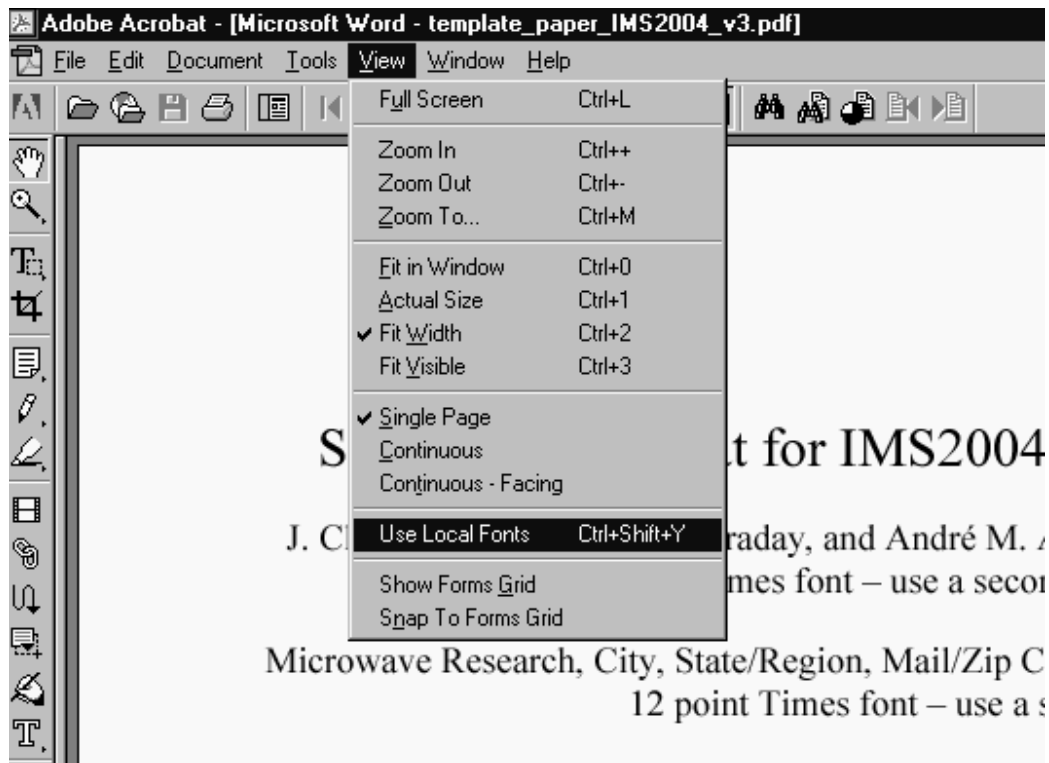 Adobe Acrobat - [Microsoft Word - template_paper_IMS2004_v3.pdf]
File Edit Document Tools View Window Help
Full Screen Ctrl+L
Zoom In Ctrl++
Zoom Out Ctrl+-
Zoom To... Ctrl+M
Fit in Window Ctrl+0
Actual Size Ctrl+1
Fit Width Ctrl+2
Fit Visible Ctrl+3
Single Page
Continuous
Continuous - Facing
Use Local Fonts Ctrl+Shift+Y
Show Forms Grid
Snap To Forms Grid
S t for IMS2004
J. Cl raday, and André M. A
mes font – use a secon
Microwave Research, City, State/Region, Mail/Zip C
12 point Times font – use a s